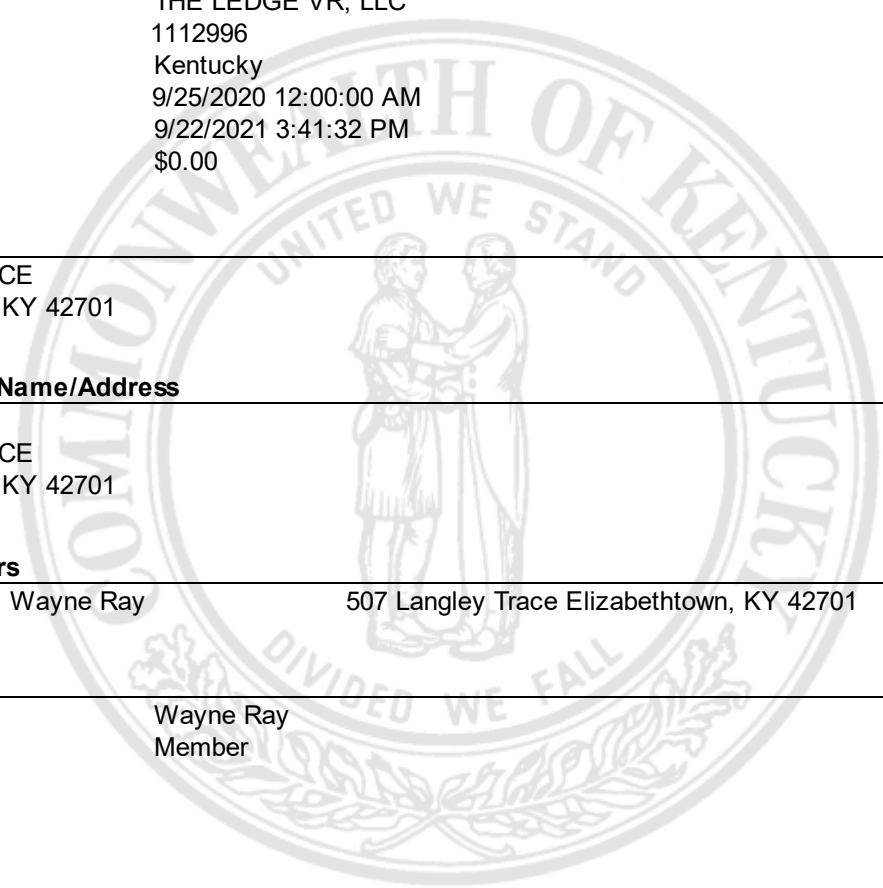 THE LEDGE VR, LLC
1112996
Kentucky
9/25/2020 12:00:00 AM
9/22/2021 3:41:32 PM
$0.00
CE
KY 42701
Name/Address
CE
KY 42701
rs
Wayne Ray 507 Langley Trace Elizabethtown, KY 42701
Wayne Ray
Member
COMMONWEALTH OF KENTUCKY
UNITED WE STAND
DIVIDED WE FALL